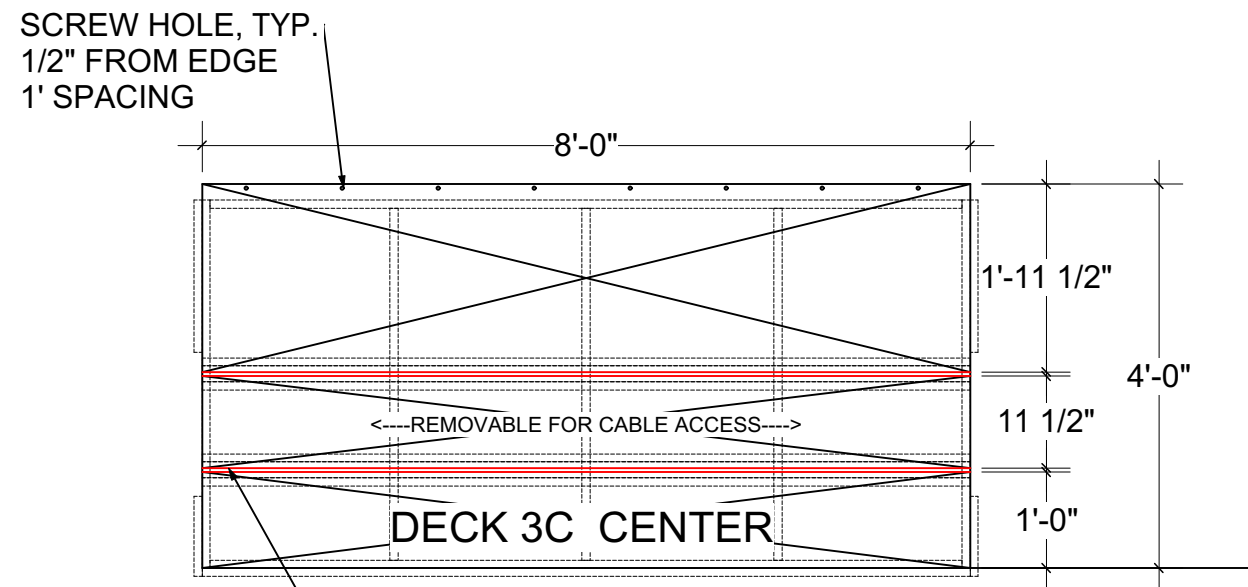 SCREW HOLE, TYP.
1/2" FROM EDGE
1' SPACING
8'-0"
1'-11 1/2"
4'-0"
<----REMOVABLE FOR CABLE ACCESS---->
11 1/2"
DECK 3C CENTER
1'-0"